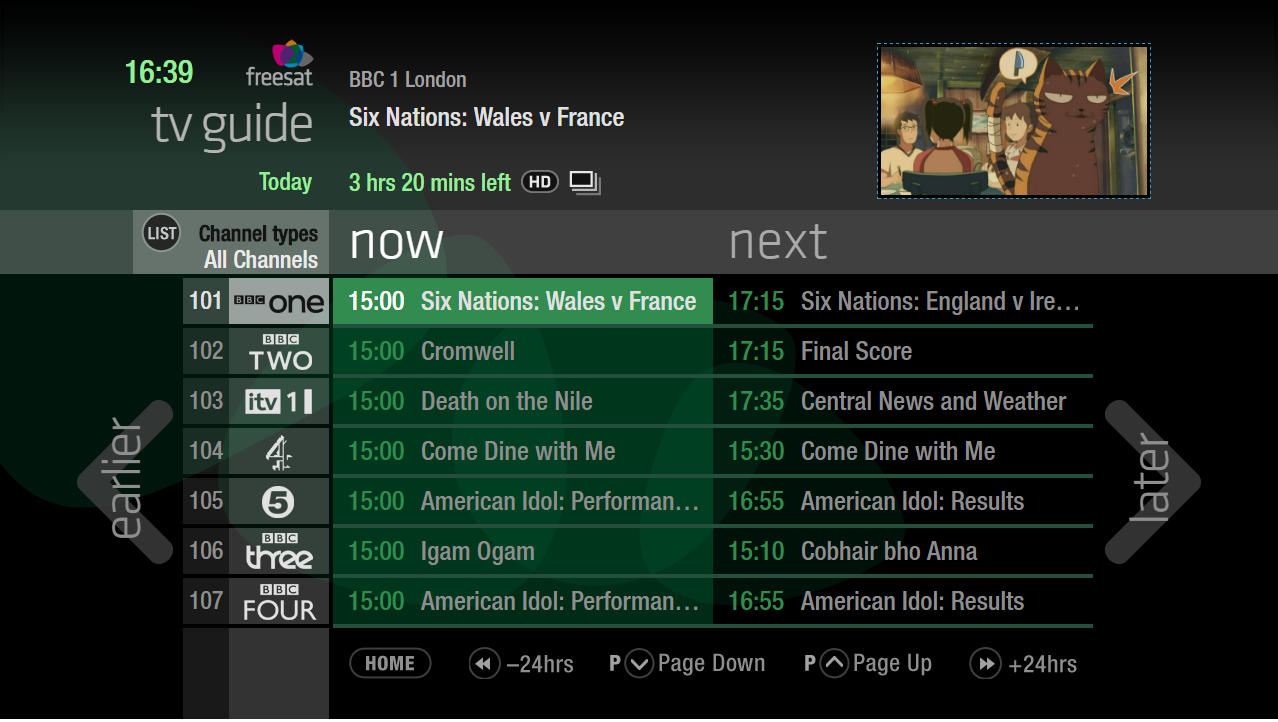 16:39
freesat
tv guide
Today
BBC 1 London
Six Nations: Wales v France
3 hrs 20 mins left HD
LIST Channel types
All Channels
now
next
101 BBC one 15:00 Six Nations: Wales v France 17:15 Six Nations: England v Ire…
102 BBC TWO 15:00 Cromwell 17:15 Final Score
103 itv 1 15:00 Death on the Nile 17:35 Central News and Weather
104 4 15:00 Come Dine with Me 15:30 Come Dine with Me
105 5 15:00 American Idol: Performan… 16:55 American Idol: Results
106 BBC three 15:00 Igam Ogam 15:10 Cobhair bho Anna
107 BBC FOUR 15:00 American Idol: Performan… 16:55 American Idol: Results
earlier
later
HOME –24hrs P Page Down P Page Up +24hrs